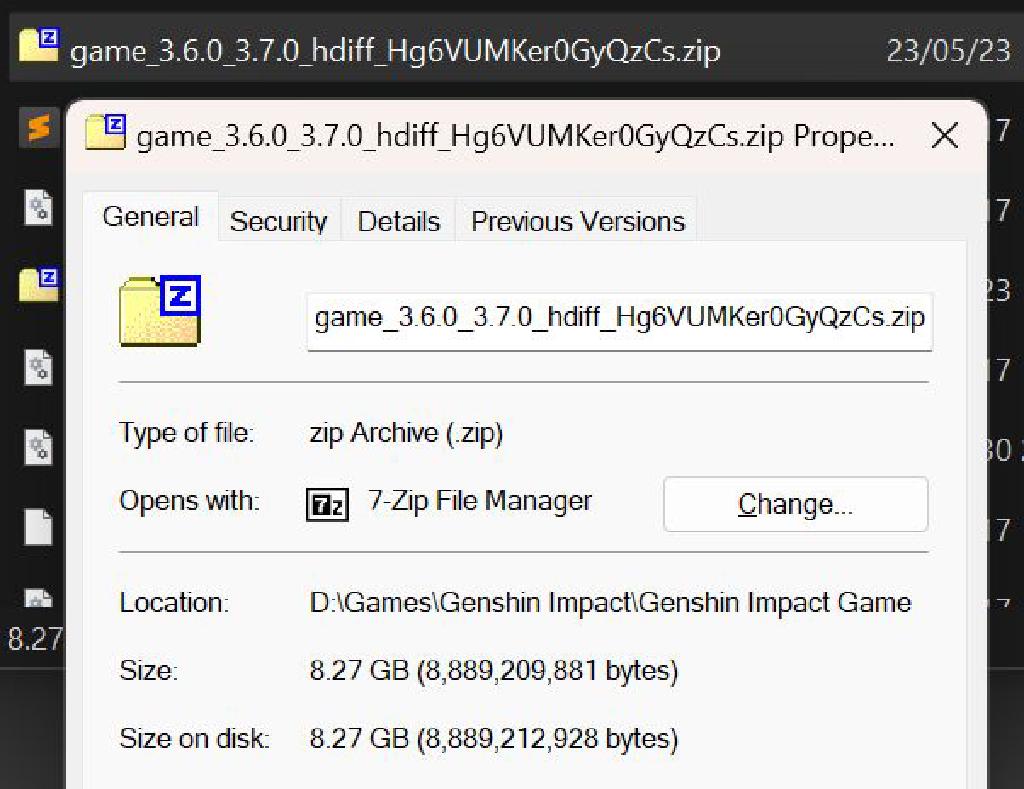 game_3.6.0_3.7.0_hdiff_Hg6VUMKer0GyQzCs.zip 23/05/23
game_3.6.0_3.7.0_hdiff_Hg6VUMKer0GyQzCs.zip Prope...
17
General Security Details Previous Versions
17
23
game_3.6.0_3.7.0_hdiff_Hg6VUMKer0GyQzCs.zip
17
Type of file: zip Archive (.zip)
30
Opens with: 7-Zip File Manager Change...
17
Location: D:\Games\Genshin Impact\Genshin Impact Game
8.27
Size: 8.27 GB (8,889,209,881 bytes)
Size on disk: 8.27 GB (8,889,212,928 bytes)